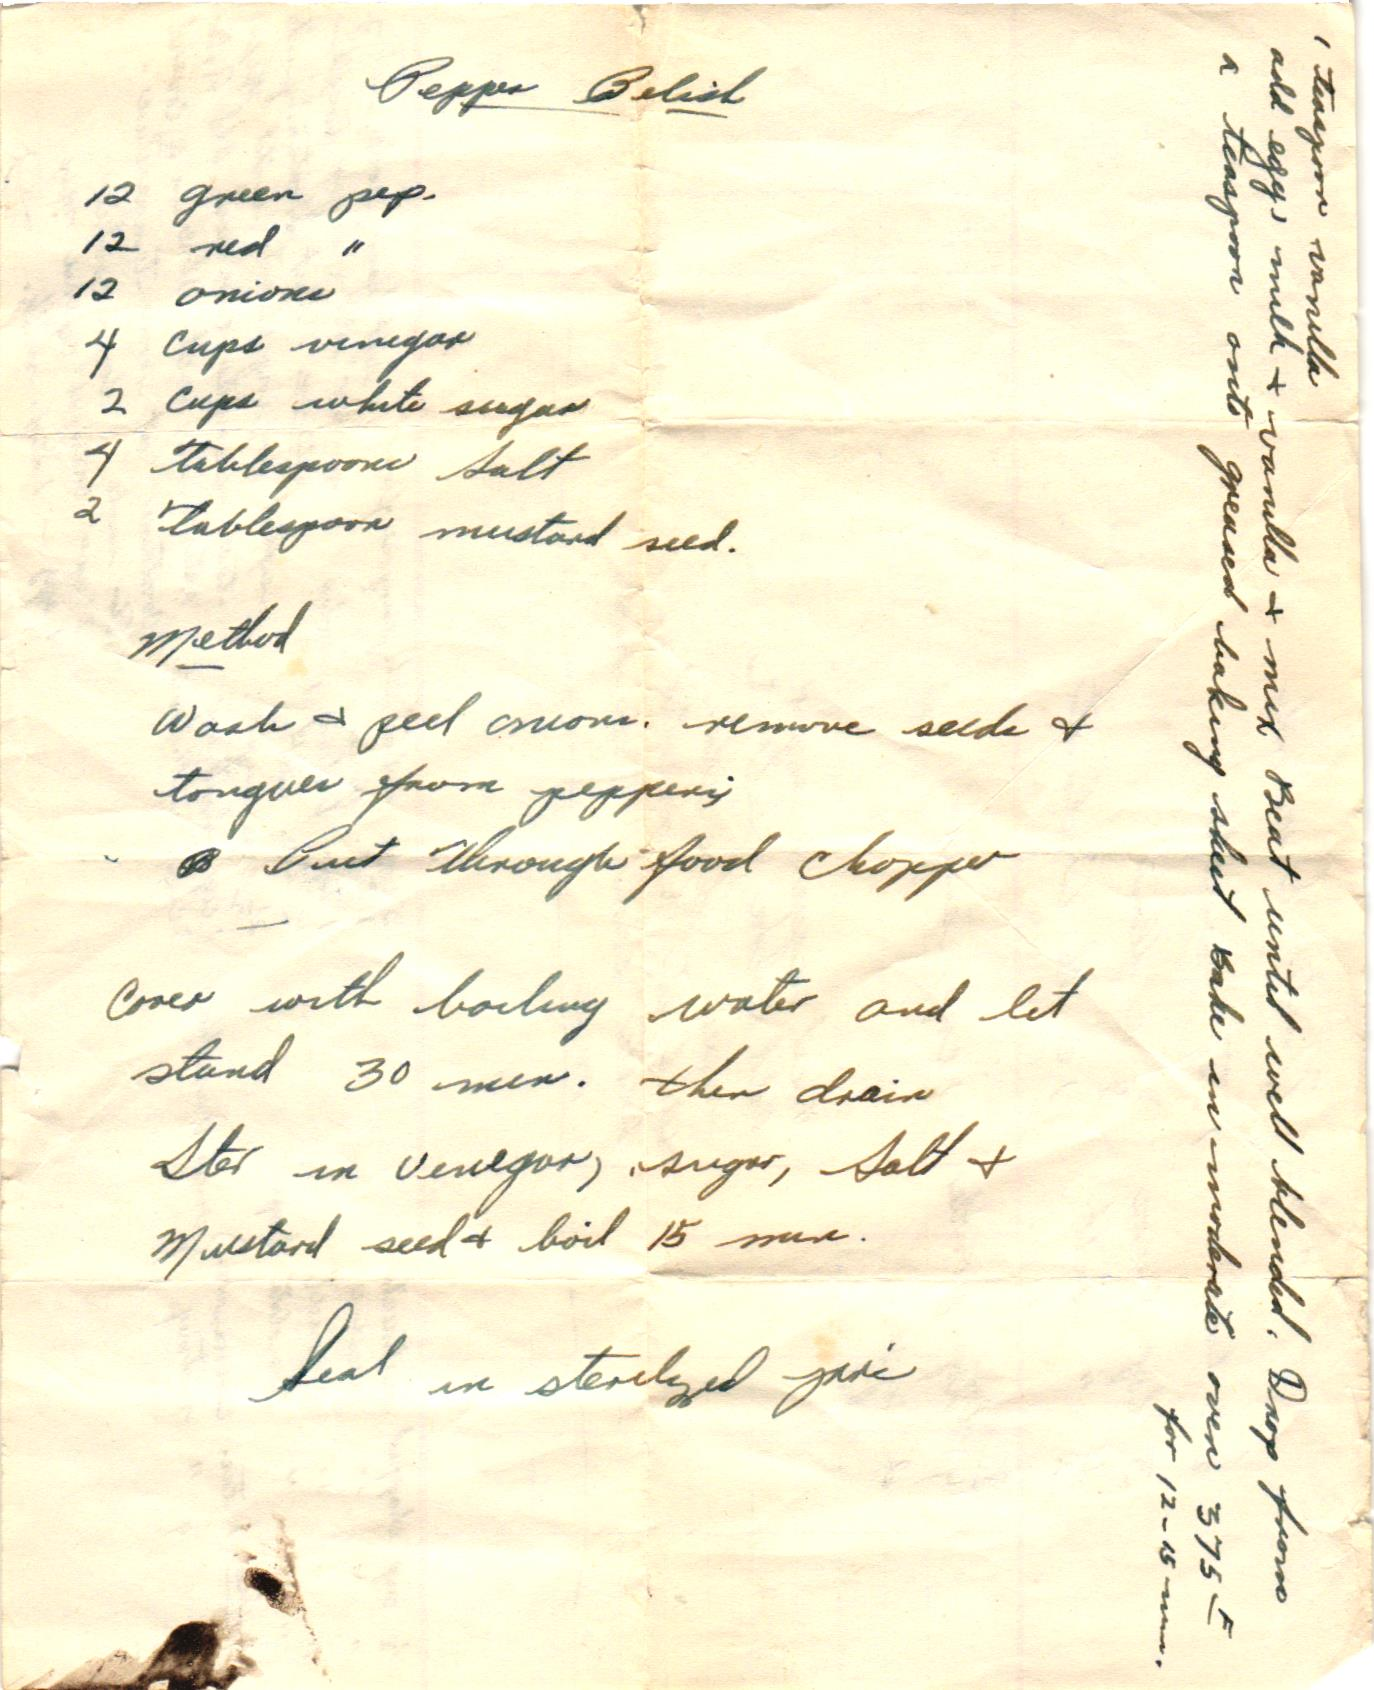 Pepper Relish
12 green pep.
12 red "
12 onions
4 cups vinegar
2 cups white sugar
4 tablespoons salt
2 tablespoon mustard seed.
Method
Wash & peel onions. remove seeds &
tongues from peppers
Put through food chopper
Cover with boiling water and let
stand 30 min. then drain
Ster in venegar, sugar, salt &
Mustard seed & boil 15 min.
Seal in sterilized jars
1 teaspoon vanilla
add eggs milk & vanilla & mix Beat until well blended. Drop from
a teaspoon onto greased baking sheet Bake in moderate oven 375 F
for 12-15 min.